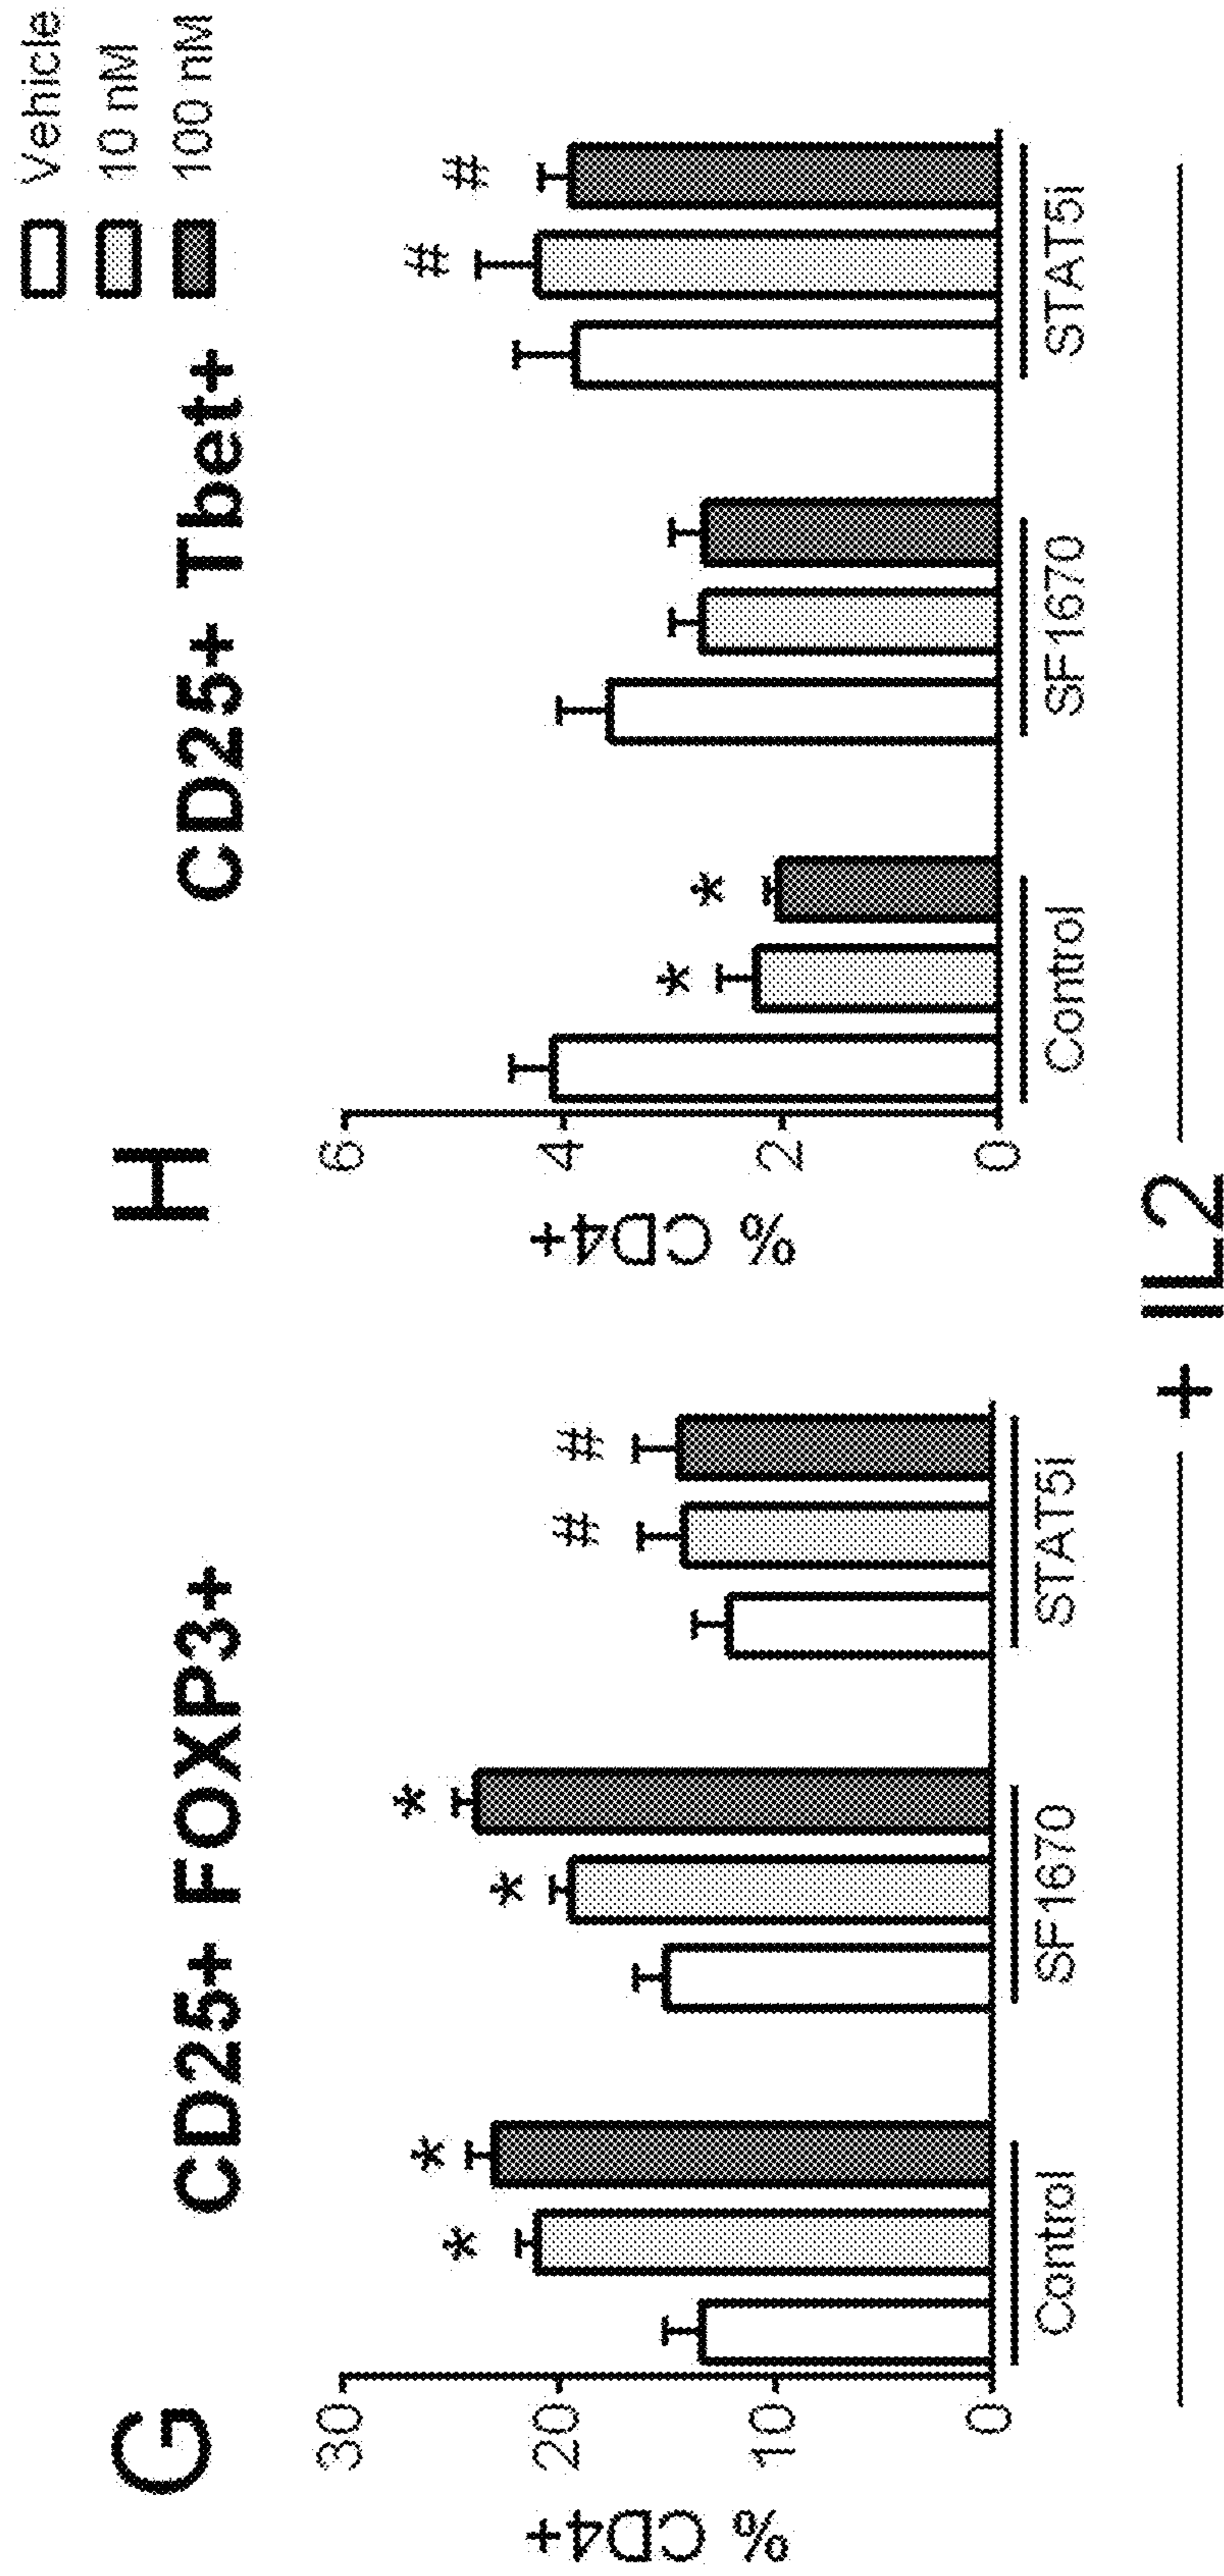 Vehicle
10 nM
100 nM
G
CD25+ FOXP3+
% CD4+
30
20
10
0
* * * * # #
Control SF1670 STAT5i
H
CD25+ Tbet+
% CD4+
6
4
2
0
* * # #
Control SF1670 STAT5i
+ IL2